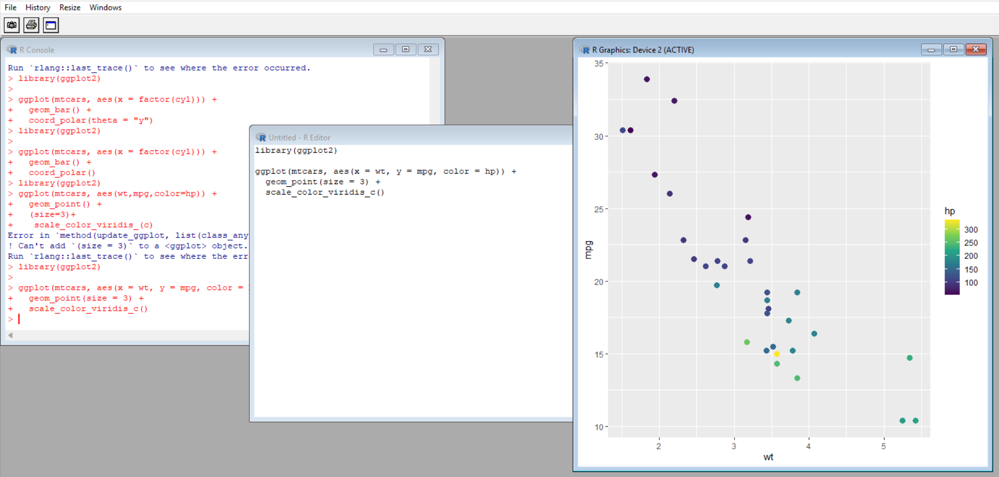 File History Resize Windows
R Console
Run `rlang::last_trace()` to see where the error occurred.
> library(ggplot2)
>
> ggplot(mtcars, aes(x = factor(cyl))) +
+   geom_bar() +
+   coord_polar(theta = "y")
> library(ggplot2)
>
> ggplot(mtcars, aes(x = factor(cyl))) +
+   geom_bar() +
+   coord_polar()
> library(ggplot2)
> ggplot(mtcars, aes(wt,mpg,color=hp)) +
+   geom_point() +
+   (size=3)+
+    scale_color_viridis_(c)
Error in `method(update_ggplot, list(class_any
! Can't add `(size = 3)` to a <ggplot> object.
Run `rlang::last_trace()` to see where the err
> library(ggplot2)
>
> ggplot(mtcars, aes(x = wt, y = mpg, color =
+   geom_point(size = 3) +
+   scale_color_viridis_c()
>
Untitled - R Editor
library(ggplot2)
ggplot(mtcars, aes(x = wt, y = mpg, color = hp)) +
  geom_point(size = 3) +
  scale_color_viridis_c()
R Graphics: Device 2 (ACTIVE)
35
30
25
20
15
10
mpg
2 3 4 5
wt
hp
300
250
200
150
100